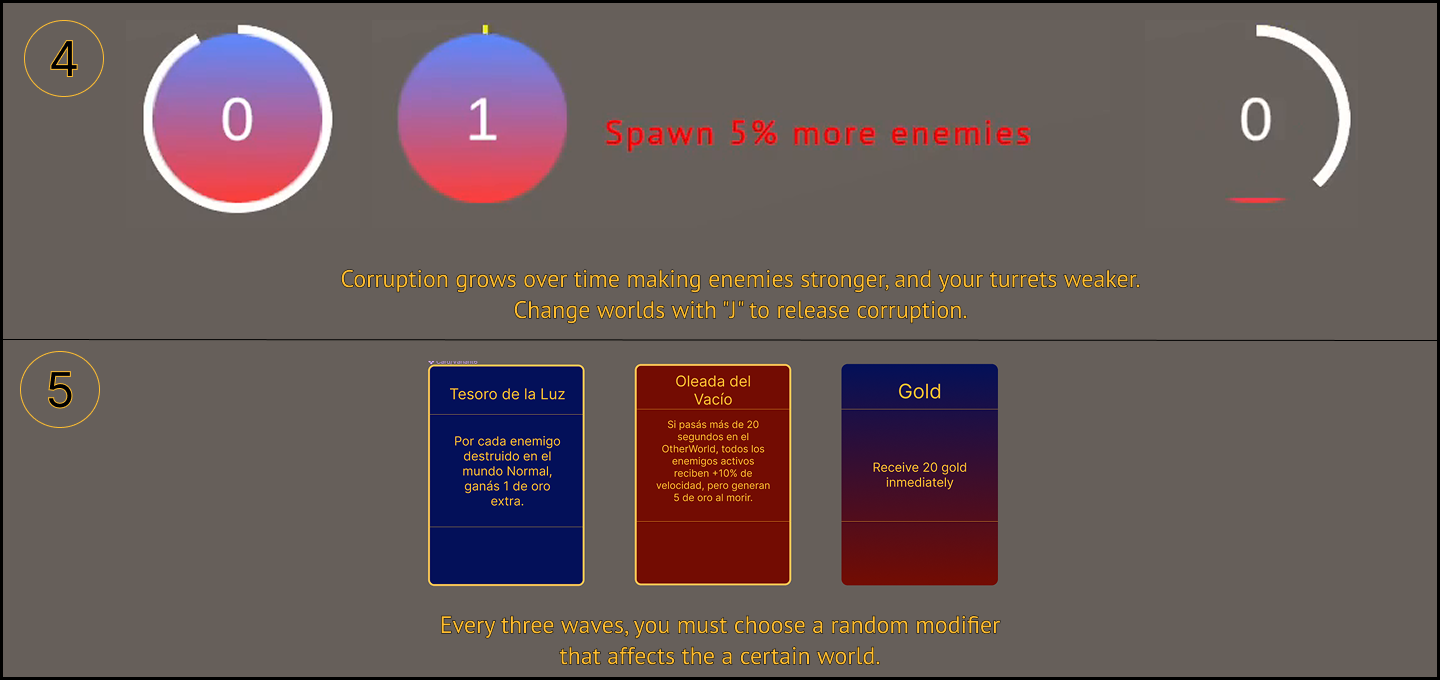 4
0
1
Spawn 5% more enemies
0
Corruption grows over time making enemies stronger, and your turrets weaker.
Change worlds with "J" to release corruption.
5
Tesoro de la Luz
Por cada enemigo
destruido en el
mundo Normal,
ganás 1 de oro
extra.
Oleada del
Vacío
Si pasás más de 20
segundos en el
OtherWorld, todos los
enemigos activos
reciben +10% de
velocidad, pero generan
5 de oro al morir.
Gold
Receive 20 gold
inmediately
Every three waves, you must choose a random modifier
that affects the a certain world.